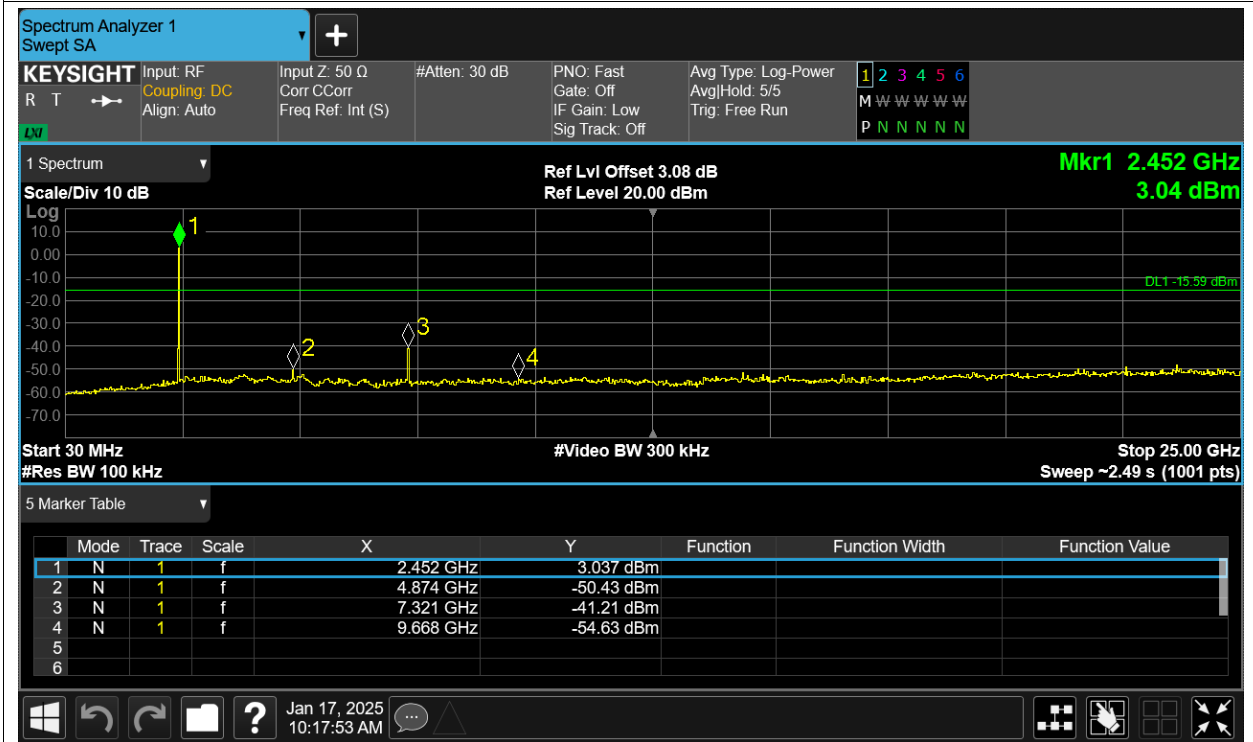 Spectrum Analyzer 1
Swept SA
+
KEYSIGHT
R T
LXI
Input: RF
Coupling: DC
Align: Auto
Input Z: 50 Ω
Corr CCorr
Freq Ref: Int (S)
#Atten: 30 dB
PNO: Fast
Gate: Off
IF Gain: Low
Sig Track: Off
Avg Type: Log-Power
Avg|Hold: 5/5
Trig: Free Run
1 2 3 4 5 6
M W W W W W
P N N N N N
1 Spectrum
Scale/Div 10 dB
Ref Lvl Offset 3.08 dB
Ref Level 20.00 dBm
Mkr1 2.452 GHz
3.04 dBm
Log
10.0
0.00
-10.0
-20.0
-30.0
-40.0
-50.0
-60.0
-70.0
1
2
3
4
DL1 -15.59 dBm
Start 30 MHz
#Res BW 100 kHz
#Video BW 300 kHz
Stop 25.00 GHz
Sweep ~2.49 s (1001 pts)
5 Marker Table
Mode Trace Scale X Y Function Function Width Function Value
1 N 1 f 2.452 GHz 3.037 dBm
2 N 1 f 4.874 GHz -50.43 dBm
3 N 1 f 7.321 GHz -41.21 dBm
4 N 1 f 9.668 GHz -54.63 dBm
5
6
?
Jan 17, 2025
10:17:53 AM